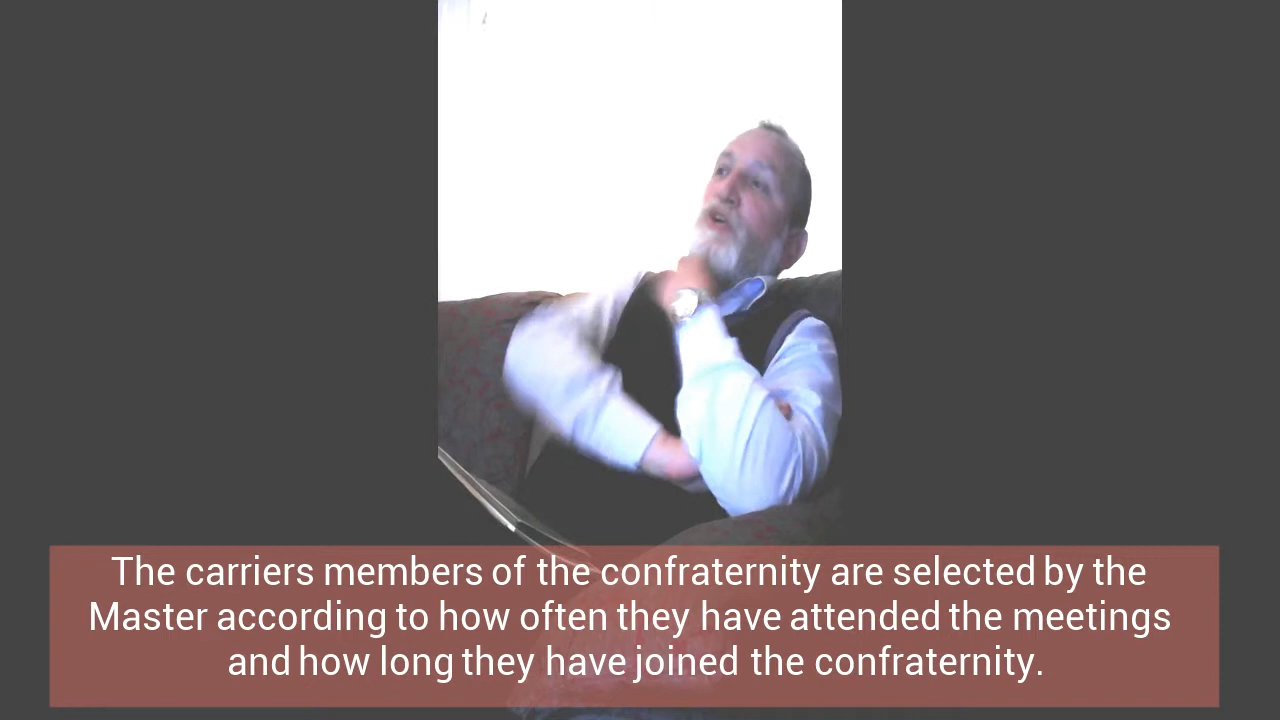 The carriers members of the confraternity are selected by the
Master according to how often they have attended the meetings
and how long they have joined the confraternity.